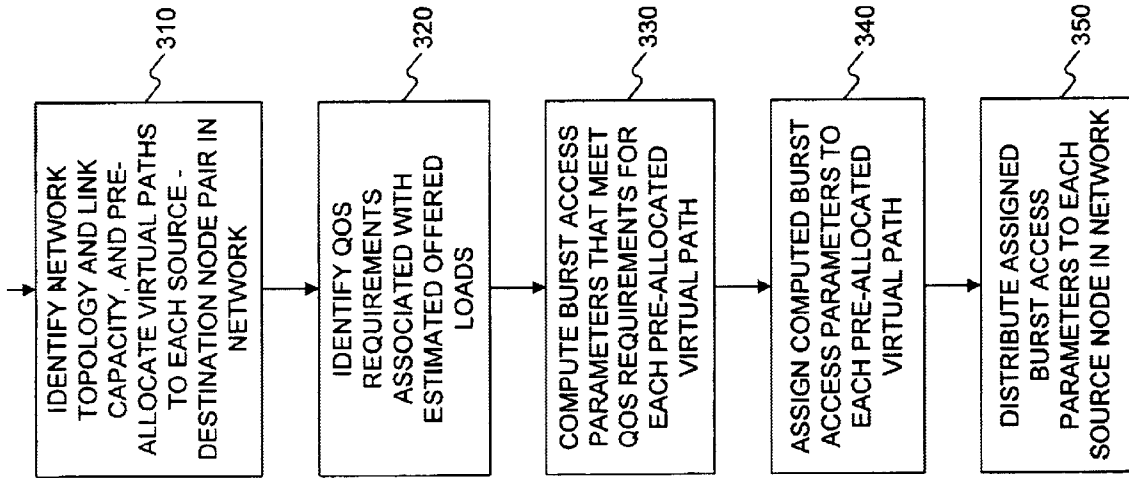 IDENTIFY NETWORK
TOPOLOGY AND LINK
CAPACITY, AND PRE-
ALLOCATE VIRTUAL PATHS
TO EACH SOURCE -
DESTINATION NODE PAIR IN
NETWORK
310
IDENTIFY QOS
REQUIREMENTS
ASSOCIATED WITH
ESTIMATED OFFERED
LOADS
320
COMPUTE BURST ACCESS
PARAMETERS THAT MEET
QOS REQUIREMENTS FOR
EACH PRE-ALLOCATED
VIRTUAL PATH
330
ASSIGN COMPUTED BURST
ACCESS PARAMETERS TO
EACH PRE-ALLOCATED
VIRTUAL PATH
340
DISTRIBUTE ASSIGNED
BURST ACCESS
PARAMETERS TO EACH
SOURCE NODE IN NETWORK
350